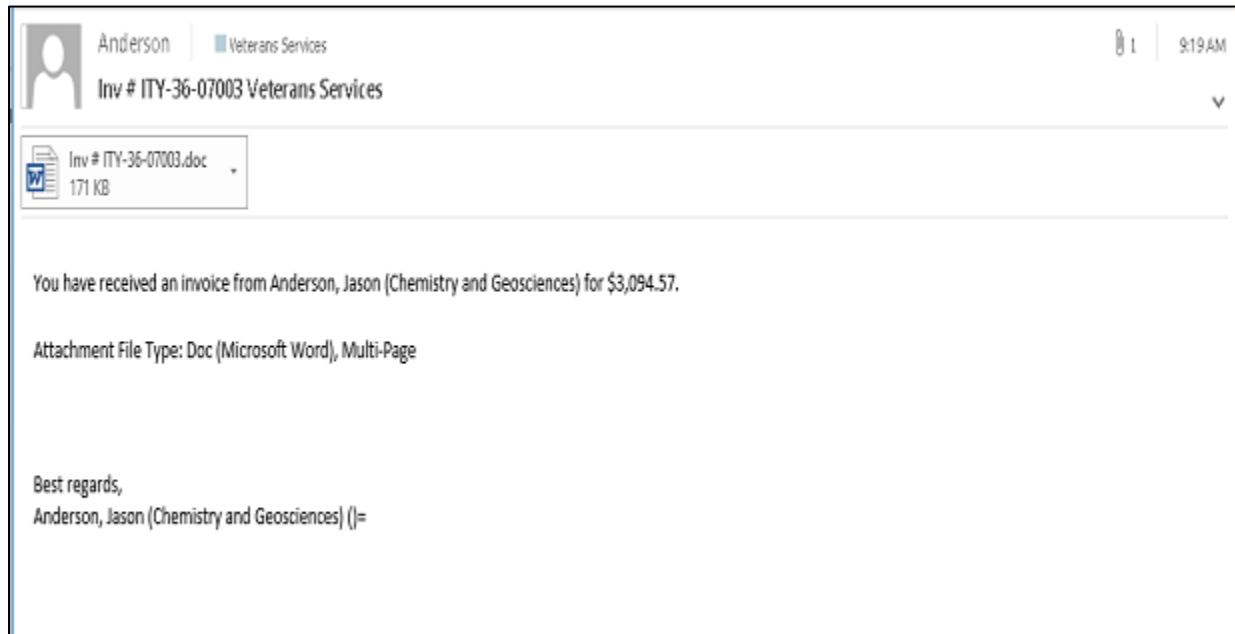 Anderson Veterans Services 1 9:19 AM
Inv # ITY-36-07003 Veterans Services
Inv # ITY-36-07003.doc
171 KB
You have received an invoice from Anderson, Jason (Chemistry and Geosciences) for $3,094.57.
Attachment File Type: Doc (Microsoft Word), Multi-Page
Best regards,
Anderson, Jason (Chemistry and Geosciences) ()=